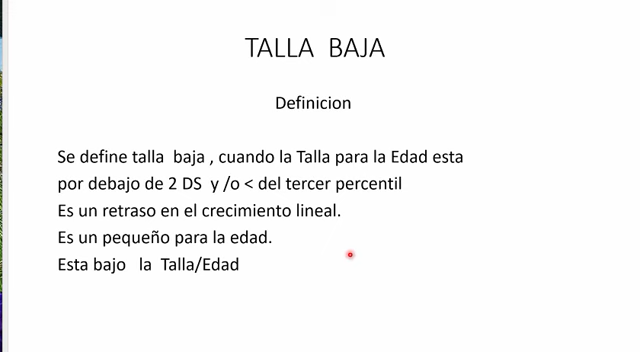 TALLA BAJA
Definicion
Se define talla baja , cuando la Talla para la Edad esta
por debajo de 2 DS y /o < del tercer percentil
Es un retraso en el crecimiento lineal.
Es un pequeño para la edad.
Esta bajo la Talla/Edad